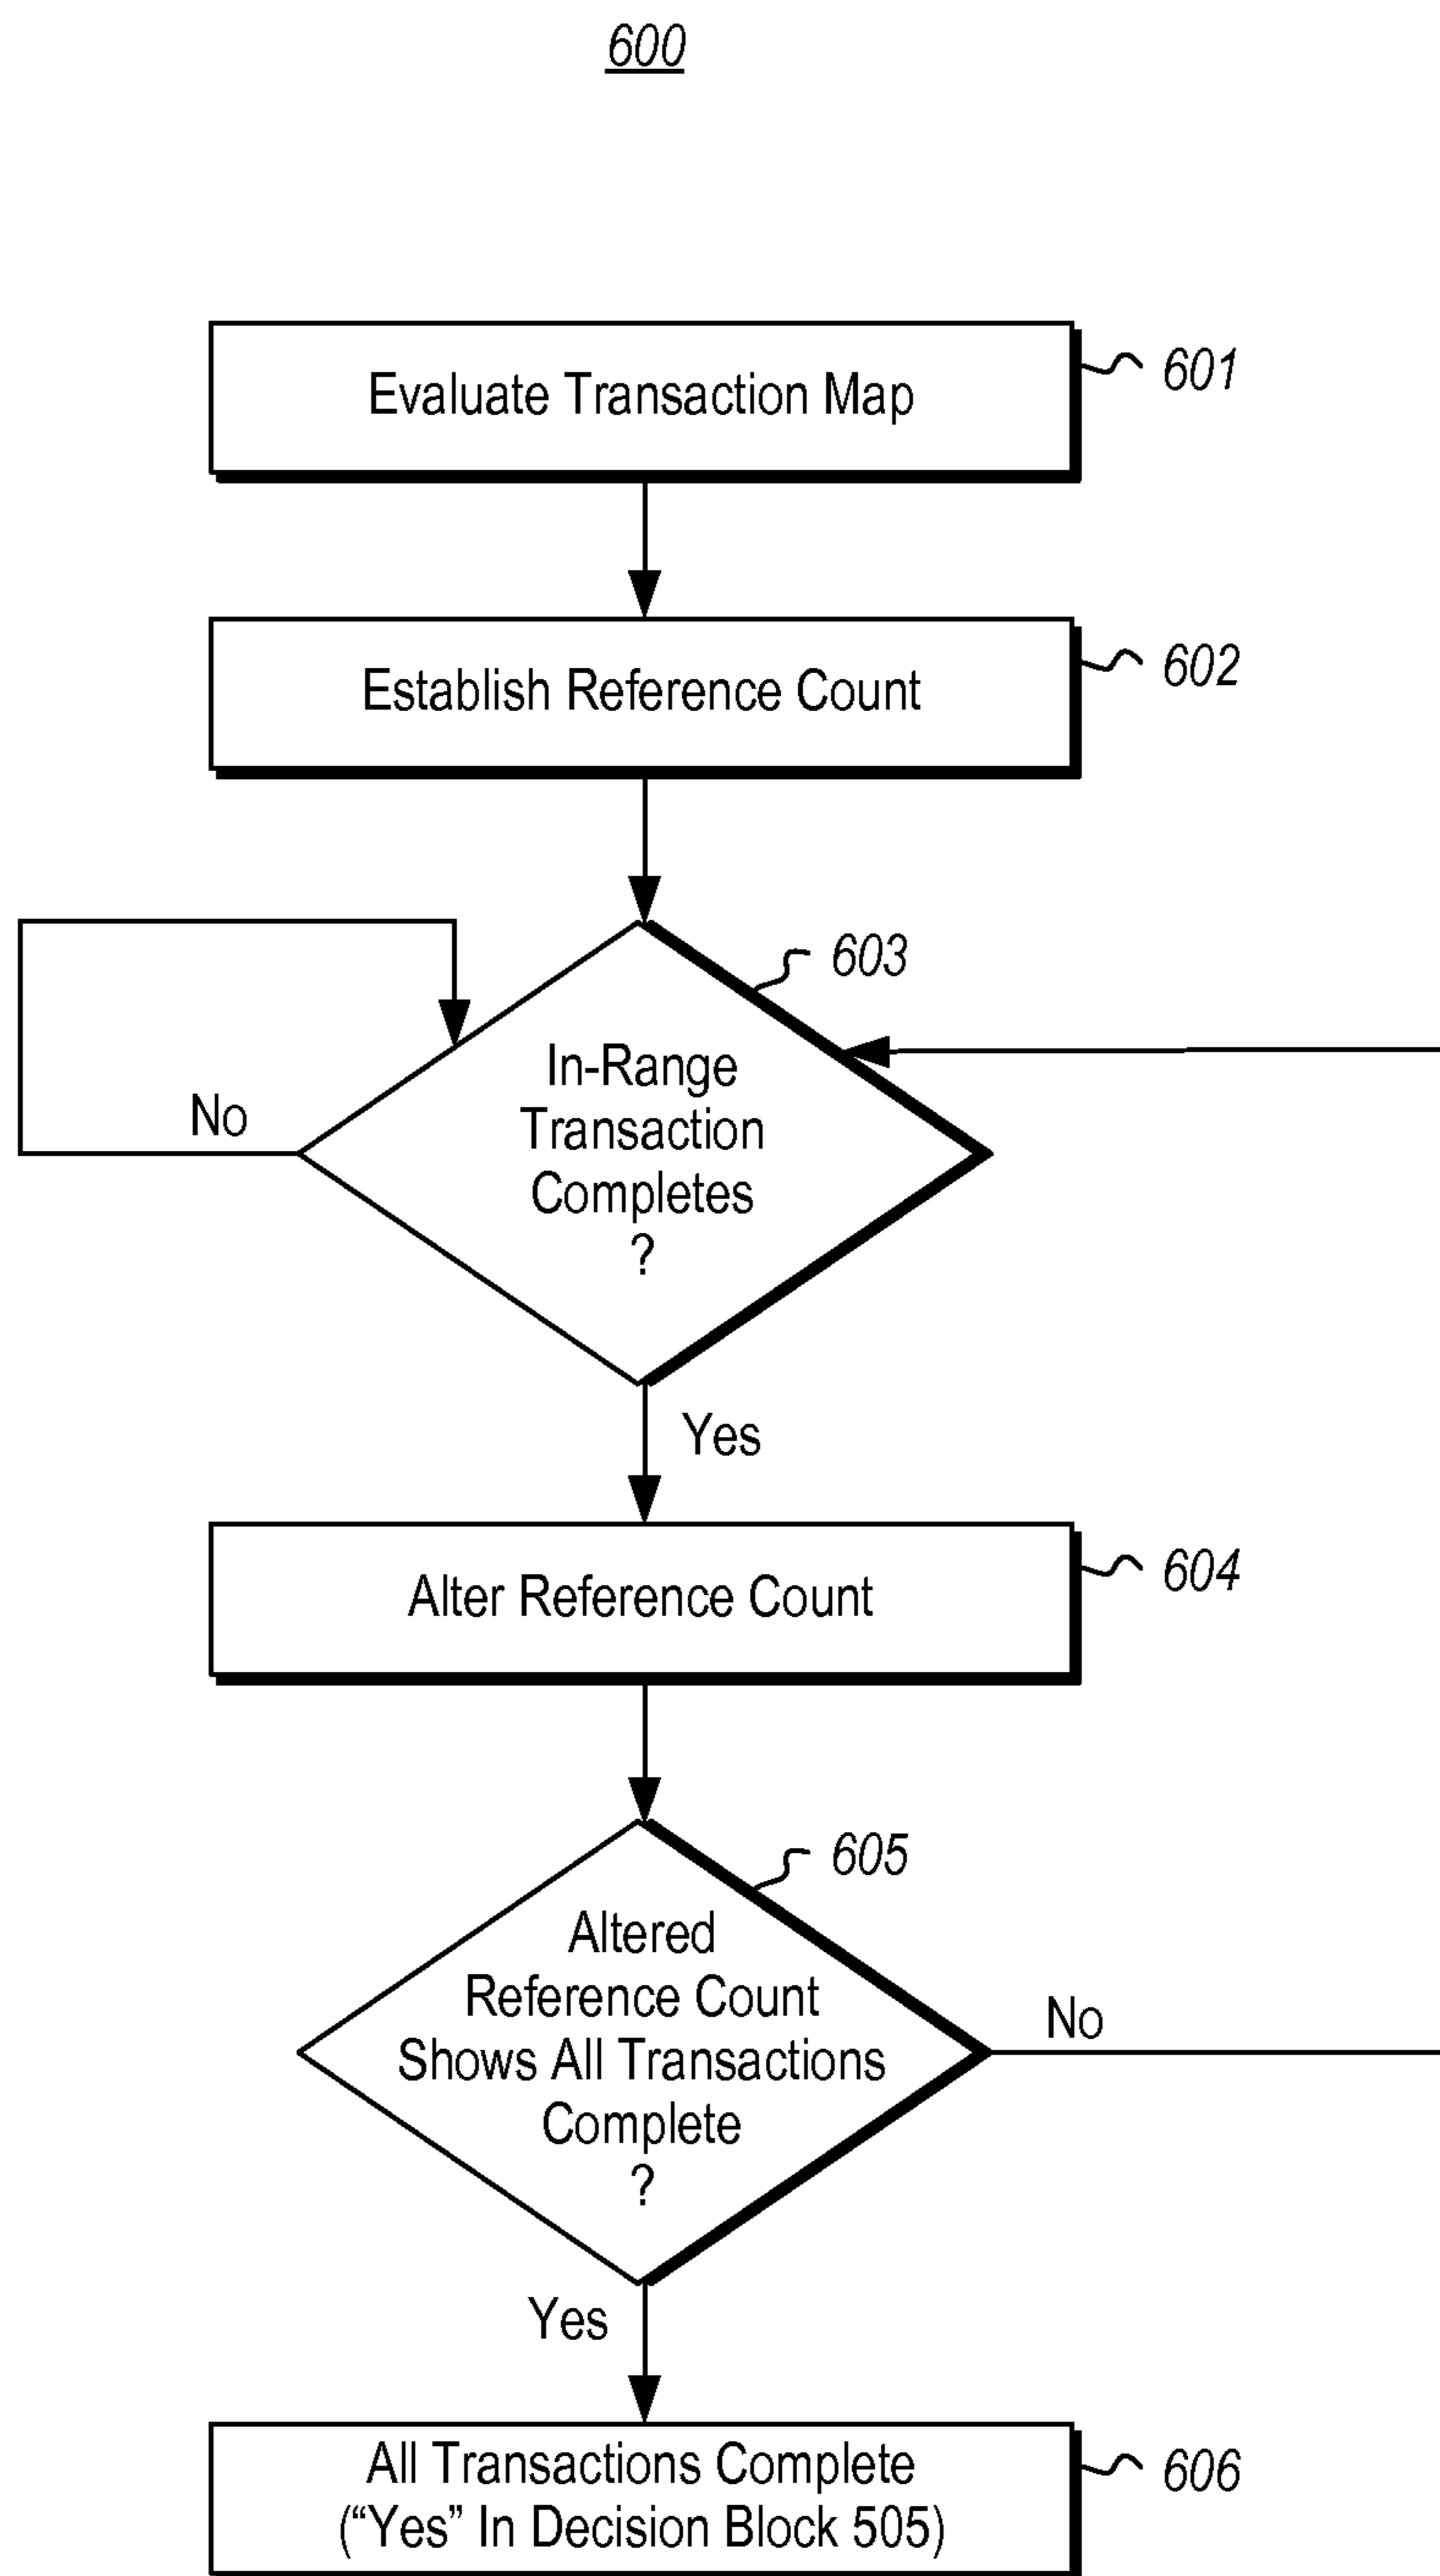 600
Evaluate Transaction Map
601
Establish Reference Count
602
603
In-Range
Transaction
Completes
?
No
Yes
Alter Reference Count
604
605
Altered
Reference Count
Shows All Transactions
Complete
?
No
Yes
All Transactions Complete
(“Yes” In Decision Block 505)
606